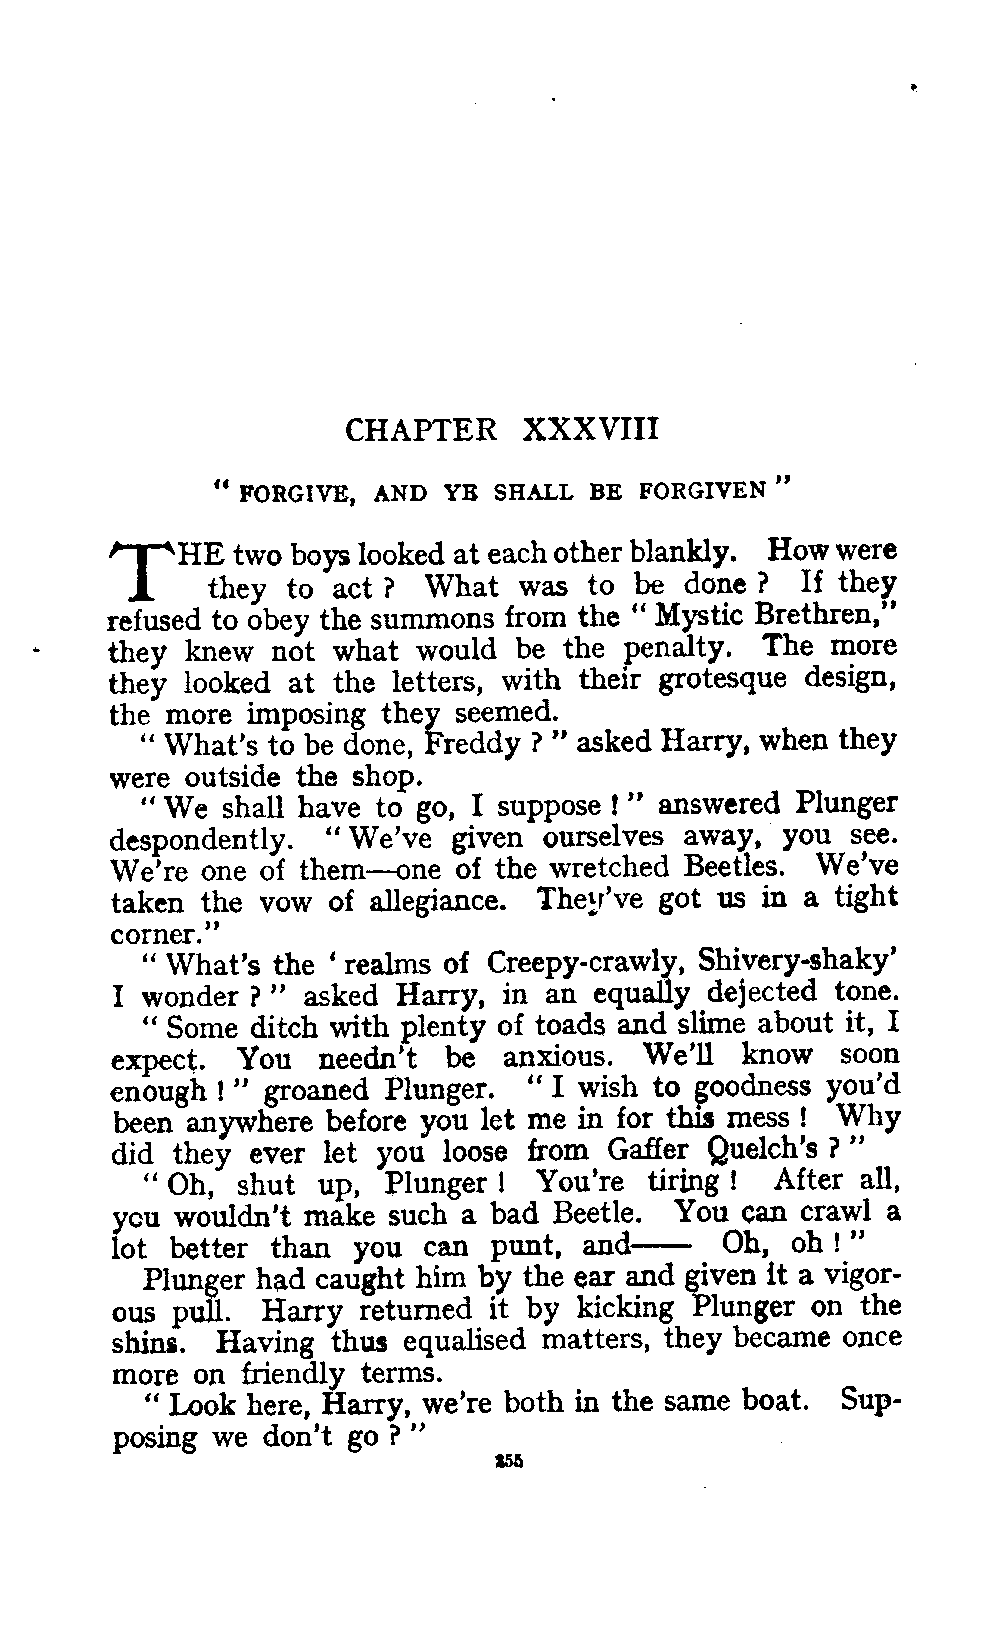 CHAPTER XXXVIII
" FORGIVE, AND YE SHALL BE FORGIVEN "
THE two boys looked at each other blankly. How were
they to act ? What was to be done ? If they
refused to obey the summons from the " Mystic Brethren,"
they knew not what would be the penalty. The more
they looked at the letters, with their grotesque design,
the more imposing they seemed.
" What's to be done, Freddy ? " asked Harry, when they
were outside the shop.
" We shall have to go, I suppose ! " answered Plunger
despondently. " We've given ourselves away, you see.
We're one of them—one of the wretched Beetles. We've
taken the vow of allegiance. They've got us in a tight
corner."
" What's the ' realms of Creepy-crawly, Shivery-shaky'
I wonder ? " asked Harry, in an equally dejected tone.
" Some ditch with plenty of toads and slime about it, I
expect. You needn't be anxious. We'll know soon
enough ! " groaned Plunger. " I wish to goodness you'd
been anywhere before you let me in for this mess ! Why
did they ever let you loose from Gaffer Quelch's ? "
" Oh, shut up, Plunger ! You're tiring ! After all,
you wouldn't make such a bad Beetle. You can crawl a
lot better than you can punt, and—— Oh, oh ! "
Plunger had caught him by the ear and given it a vigor-
ous pull. Harry returned it by kicking Plunger on the
shins. Having thus equalised matters, they became once
more on friendly terms.
" Look here, Harry, we're both in the same boat. Sup-
posing we don't go ? "
255